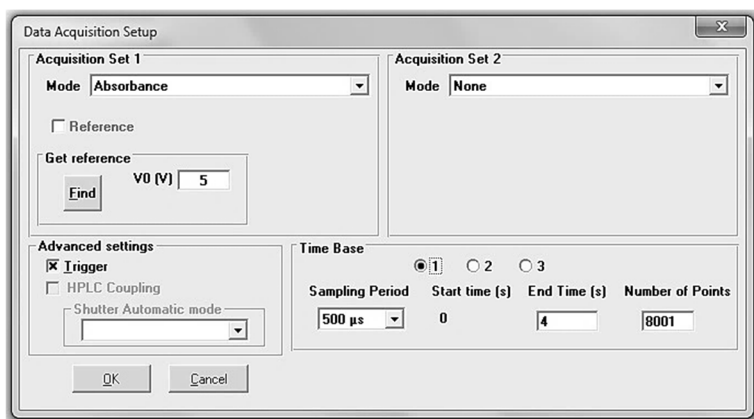 Data Acquisition Setup
x
Acquisition Set 1
Mode Absorbance
Reference
Get reference
Find
V0 (V) 5
Acquisition Set 2
Mode None
Advanced settings
Trigger
HPLC Coupling
Shutter Automatic mode
Time Base
1 2 3
Sampling Period Start time (s) End Time (s) Number of Points
500 µs 0 4 8001
OK Cancel